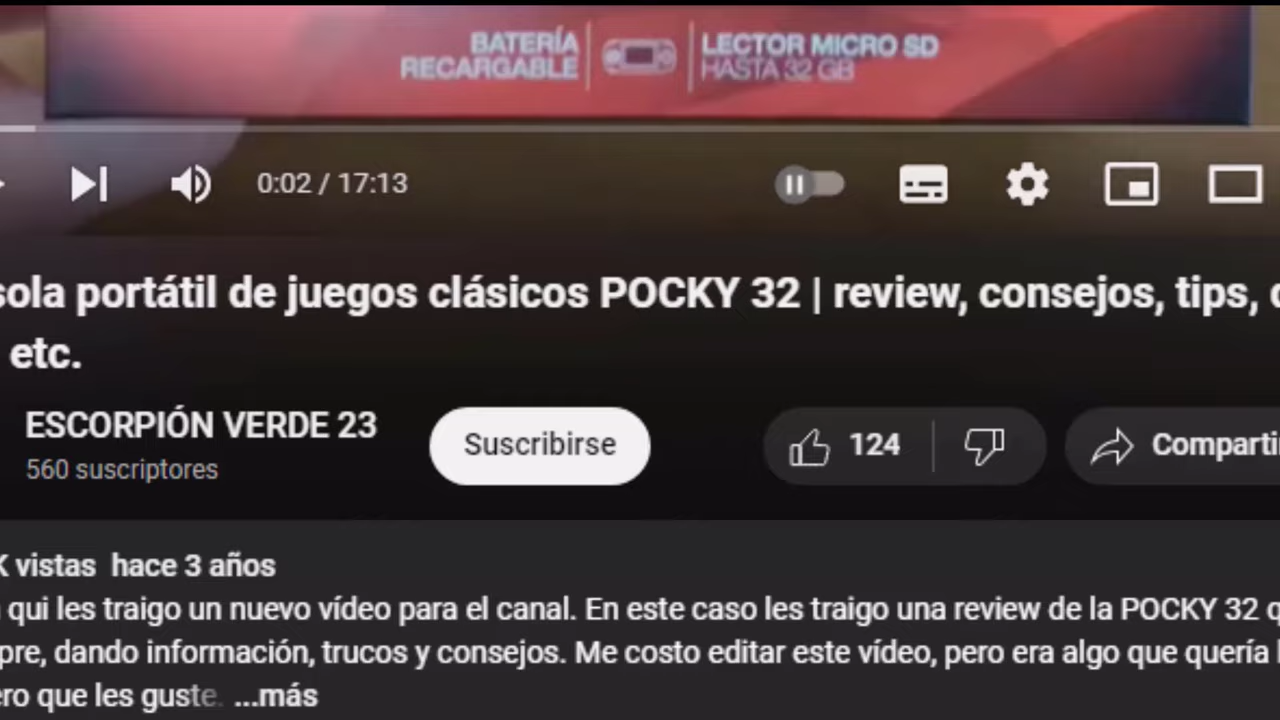 BATERÍA
RECARGABLE
LECTOR MICRO SD
HASTA 32 GB
0:02 / 17:13
sola portátil de juegos clásicos POCKY 32 | review, consejos, tips,
etc.
ESCORPIÓN VERDE 23
560 suscriptores
Suscribirse
124
Compartir
K vistas hace 3 años
qui les traigo un nuevo vídeo para el canal. En este caso les traigo una review de la POCKY 32 q
pre, dando información, trucos y consejos. Me costo editar este vídeo, pero era algo que quería
ero que les guste. ...más